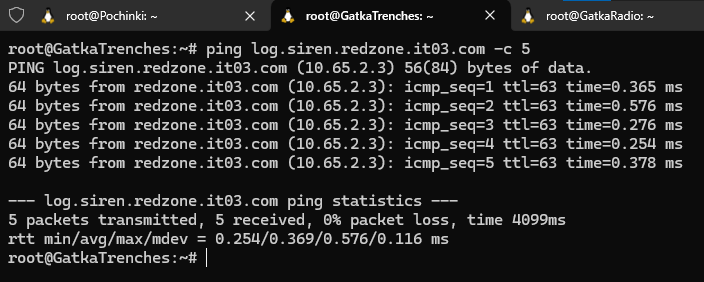 root@Pochinki: ~
root@GatkaTrenches: ~
root@GatkaRadio: ~
root@GatkaTrenches:~# ping log.siren.redzone.it03.com -c 5
PING log.siren.redzone.it03.com (10.65.2.3) 56(84) bytes of data.
64 bytes from redzone.it03.com (10.65.2.3): icmp_seq=1 ttl=63 time=0.365 ms
64 bytes from redzone.it03.com (10.65.2.3): icmp_seq=2 ttl=63 time=0.576 ms
64 bytes from redzone.it03.com (10.65.2.3): icmp_seq=3 ttl=63 time=0.276 ms
64 bytes from redzone.it03.com (10.65.2.3): icmp_seq=4 ttl=63 time=0.254 ms
64 bytes from redzone.it03.com (10.65.2.3): icmp_seq=5 ttl=63 time=0.378 ms
--- log.siren.redzone.it03.com ping statistics ---
5 packets transmitted, 5 received, 0% packet loss, time 4099ms
rtt min/avg/max/mdev = 0.254/0.369/0.576/0.116 ms
root@GatkaTrenches:~#